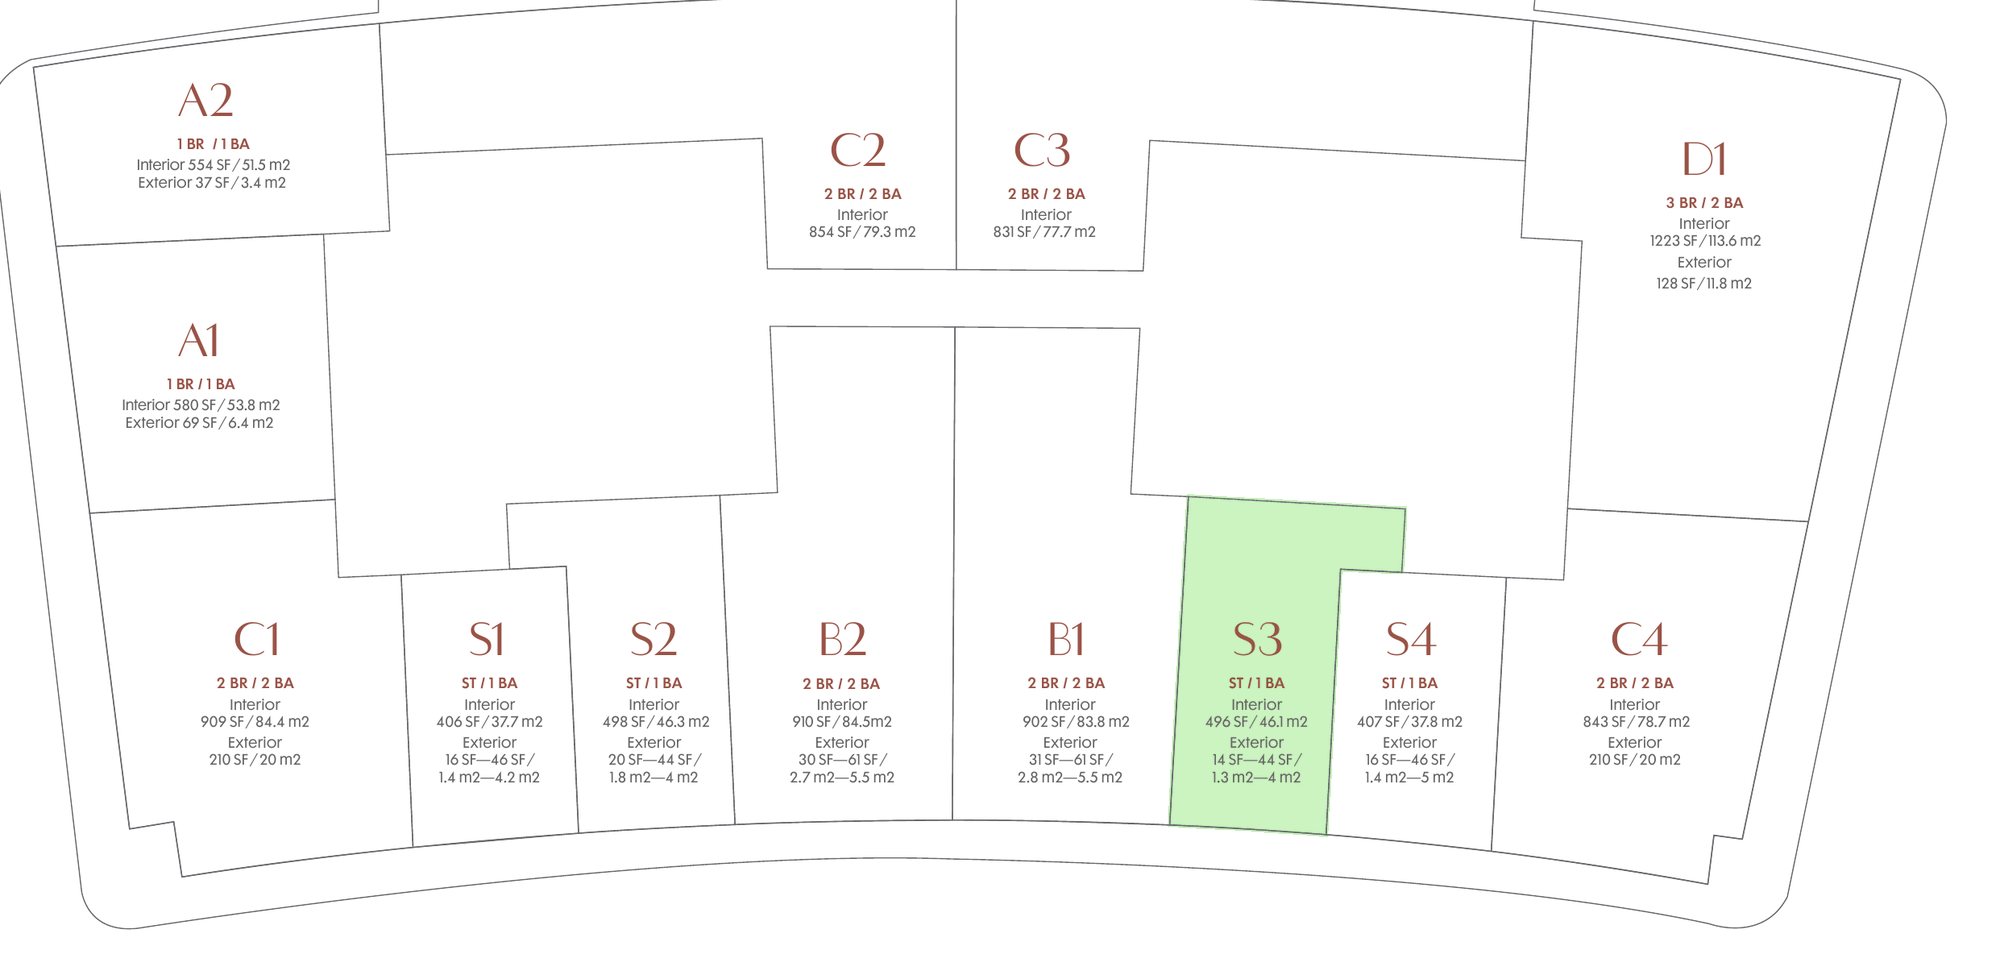 A2
1 BR / 1 BA
Interior 554 SF/51.5 m2
Exterior 37 SF/3.4 m2
C2
2 BR / 2 BA
Interior
854 SF/79.3 m2
C3
2 BR / 2 BA
Interior
831 SF/77.7 m2
D1
3 BR / 2 BA
Interior
1223 SF/113.6 m2
Exterior
128 SF/11.8 m2
A1
1 BR / 1 BA
Interior 580 SF/53.8 m2
Exterior 69 SF/6.4 m2
C1
2 BR / 2 BA
Interior
909 SF/84.4 m2
Exterior
210 SF/20 m2
S1
ST / 1 BA
Interior
406 SF/37.7 m2
Exterior
16 SF—46 SF/
1.4 m2—4.2 m2
S2
ST / 1 BA
Interior
498 SF/46.3 m2
Exterior
20 SF—44 SF/
1.8 m2—4 m2
B2
2 BR / 2 BA
Interior
910 SF/84.5m2
Exterior
30 SF—61 SF/
2.7 m2—5.5 m2
B1
2 BR / 2 BA
Interior
902 SF/83.8 m2
Exterior
31 SF—61 SF/
2.8 m2—5.5 m2
S3
ST / 1 BA
Interior
496 SF/46.1 m2
Exterior
14 SF—44 SF/
1.3 m2—4 m2
S4
ST / 1 BA
Interior
407 SF/37.8 m2
Exterior
16 SF—46 SF/
1.4 m2—5 m2
C4
2 BR / 2 BA
Interior
843 SF/78.7 m2
Exterior
210 SF/20 m2